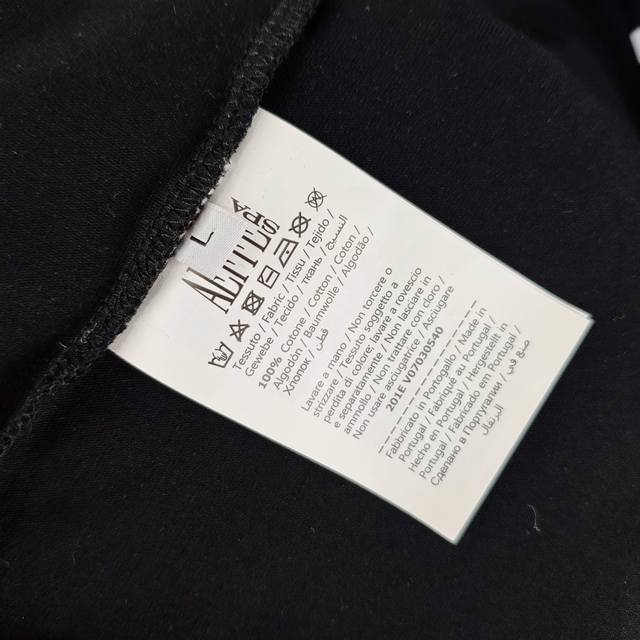 L
Tessuto / Fabric / Tissu / Tejido /
Gewebe / Tecido / ткань / النسيج
100% Cotone / Cotton / Coton /
Algodón / Baumwolle / Algodão /
Хлопок / قطن
Lavare a mano / Non torcere o
strizzare / Tessuto soggetto a
perdita di colore; lavare a rovescio
e separatamente / Non lasciare in
ammollo / Non trattare con cloro /
Non usare asciugatrice / Asciugare
201E V07030540
Fabbricato in Portogallo / Made in
Portugal / Fabriqué au Portugal /
Hecho en Portugal / Hergestellt in
Portugal / Fabricado em Portugal /
Сделано в Португалии / صنع في
البرتغال